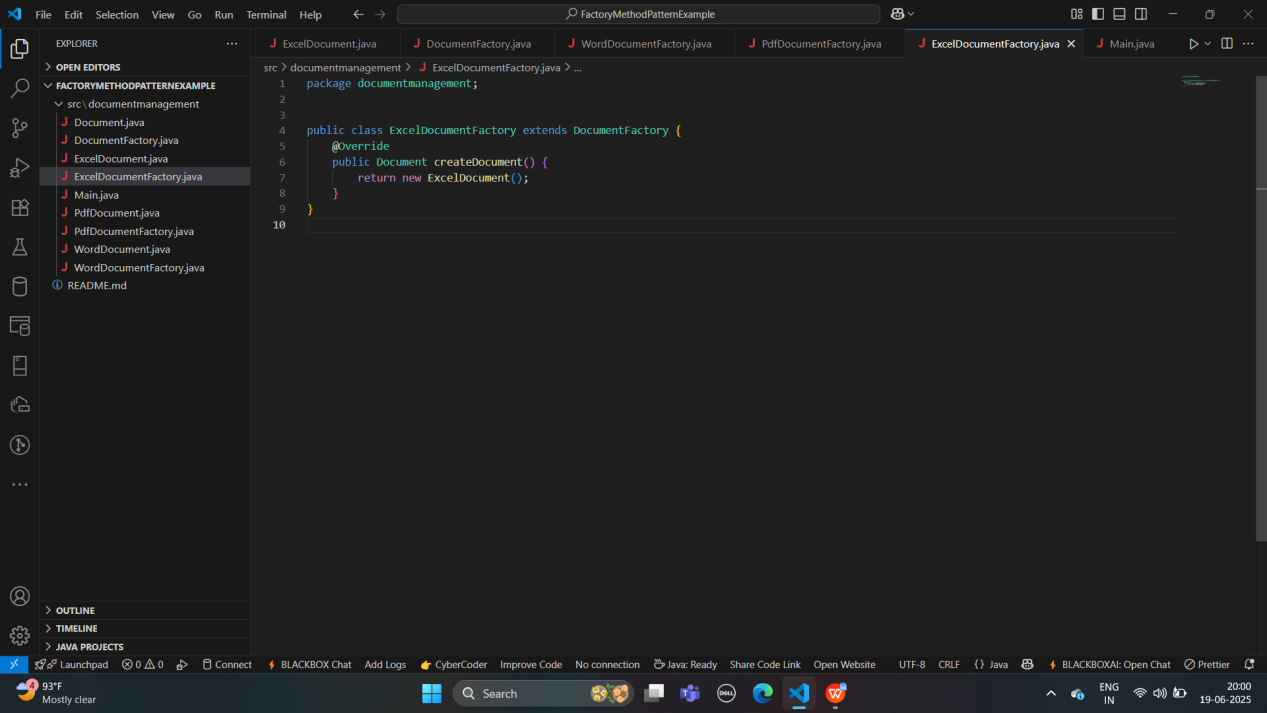 File Edit Selection View Go Run Terminal Help
FactoryMethodPatternExample
EXPLORER
OPEN EDITORS
FACTORYMETHODPATTERNEXAMPLE
src\documentmanagement
J Document.java
J DocumentFactory.java
J ExcelDocument.java
J ExcelDocumentFactory.java
J Main.java
J PdfDocument.java
J PdfDocumentFactory.java
J WordDocument.java
J WordDocumentFactory.java
README.md
OUTLINE
TIMELINE
JAVA PROJECTS
J ExcelDocument.java J DocumentFactory.java J WordDocumentFactory.java J PdfDocumentFactory.java J ExcelDocumentFactory.java J Main.java
src > documentmanagement > J ExcelDocumentFactory.java > ...
1 package documentmanagement;
2
3
4 public class ExcelDocumentFactory extends DocumentFactory {
5 @Override
6 public Document createDocument() {
7 return new ExcelDocument();
8 }
9 }
10
Launchpad 0 0 Connect BLACKBOX Chat Add Logs CyberCoder Improve Code No connection Java: Ready Share Code Link Open Website UTF-8 CRLF {} Java BLACKBOXAI: Open Chat Prettier
4 93°F
Mostly clear
Search
DELL
W
ENG
IN
20:00
19-06-2025